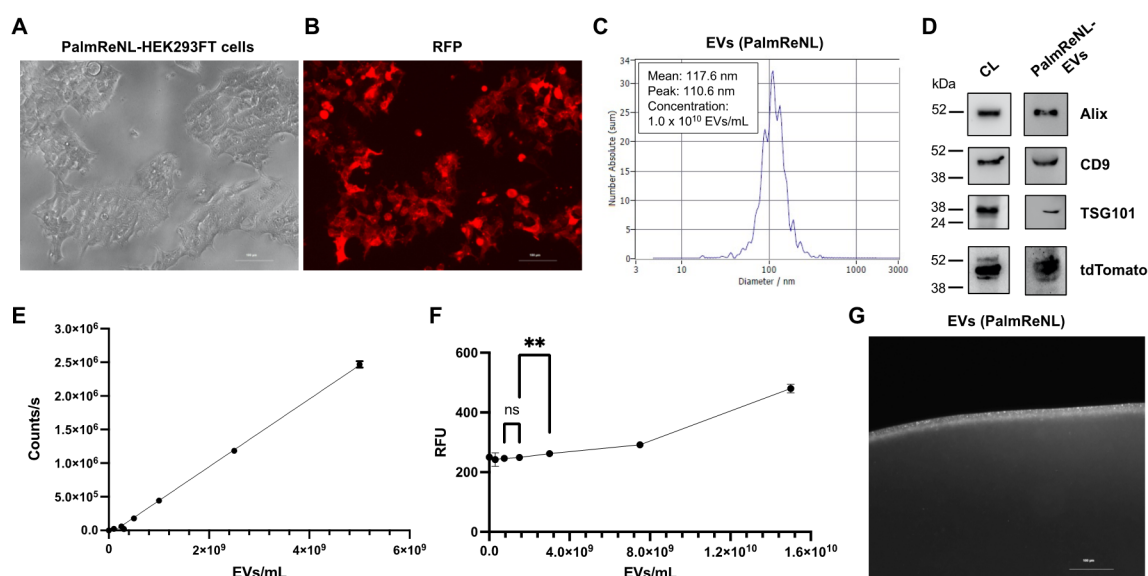 A
PalmReNL-HEK293FT cells
B
RFP
C
EVs (PalmReNL)
Mean: 117.6 nm
Peak: 110.6 nm
Concentration:
1.0 x 10¹⁰ EVs/mL
Number Absolute (sum)
34
30
25
20
15
10
5
0
3 10 100 1000 3000
Diameter / nm
D
kDa
CL
PalmReNL-
EVs
52
Alix
52
38
CD9
38
24
TSG101
52
38
tdTomato
E
Counts/s
3.0×10⁶
2.5×10⁶
2.0×10⁶
1.5×10⁶
1.0×10⁶
5.0×10⁵
0.0
0 2×10⁹ 4×10⁹ 6×10⁹
EVs/mL
F
RFU
600
400
200
0
ns
**
0.0 4.0×10⁹ 8.0×10⁹ 1.2×10¹⁰ 1.6×10¹⁰
EVs/mL
G
EVs (PalmReNL)